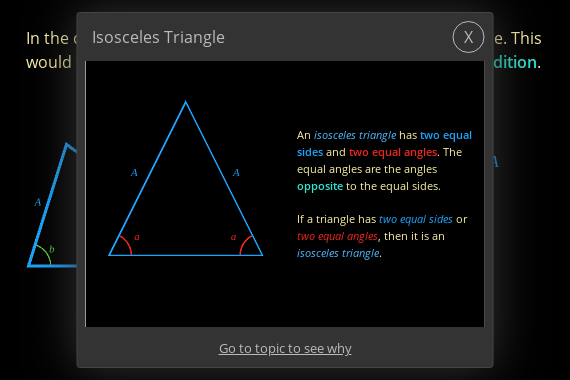 In the
e. This
would
dition.
Isosceles Triangle
X
A
A
a
a
An isosceles triangle has two equal
sides and two equal angles. The
equal angles are the angles
opposite to the equal sides.
If a triangle has two equal sides or
two equal angles, then it is an
isosceles triangle.
A
b
A
Go to topic to see why